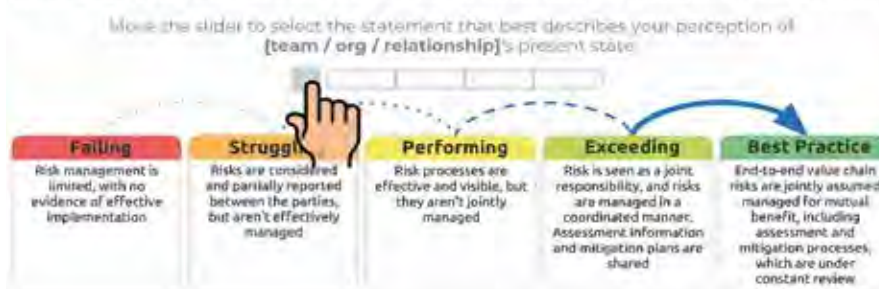 Move the slider to select the statement that best describes your perception of
[team / org / relationship]'s present state
Failing
Risk management is
limited, with no
evidence of effective
implementation
Struggli
Risks are considered
and partially reported
between the parties,
but aren't effectively
managed
Performing
Risk processes are
effective and visible, but
they aren't jointly
managed
Exceeding
Risk is seen as a joint
responsibility, and risks
are managed in a
coordinated manner.
Assessment information
and mitigation plans are
shared
Best Practice
End-to-end value chain
risks are jointly assumed
managed for mutual
benefit, including
assessment and
mitigation processes,
which are under
constant review